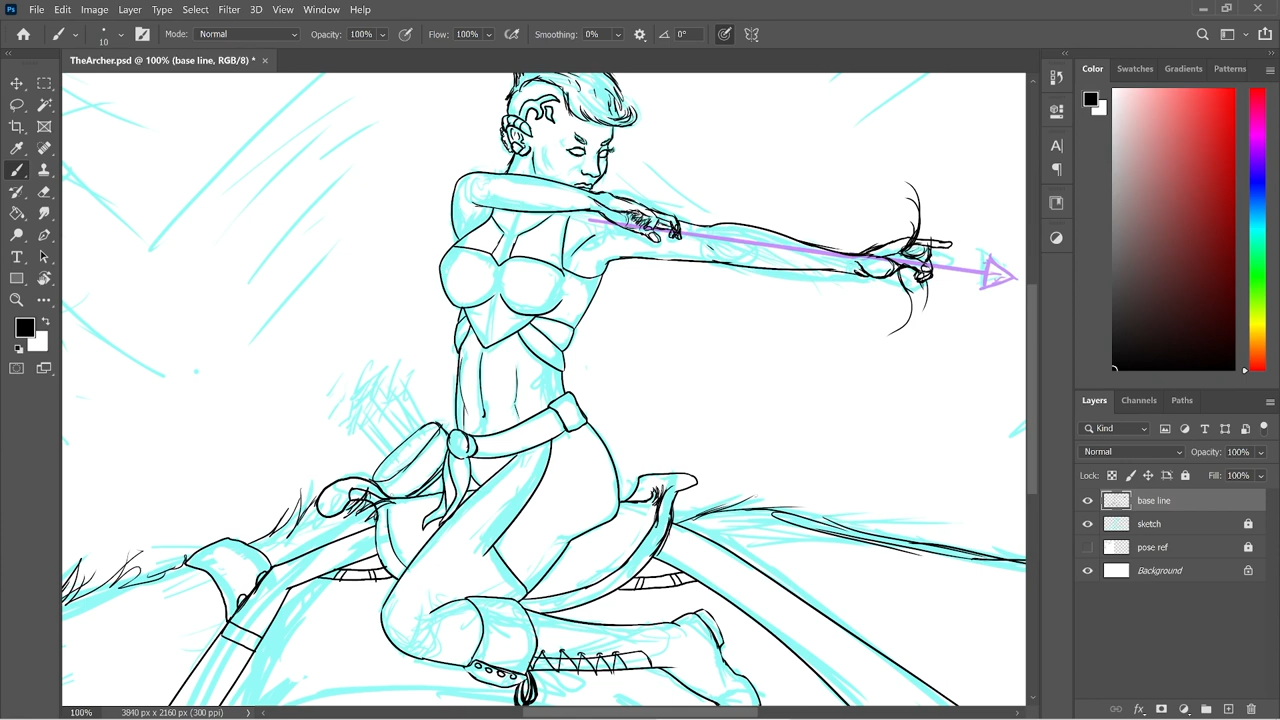 Ps File Edit Image Layer Type Select Filter 3D View Window Help
10 Mode: Normal Opacity: 100% Flow: 100% Smoothing: 0% 0°
TheArcher.psd @ 100% (base line, RGB/8) * ×
Color Swatches Gradients Patterns
Layers Channels Paths
Kind
Normal Opacity: 100%
Lock: Fill: 100%
base line
sketch
pose ref
Background
100% 3840 px x 2160 px (300 ppi)